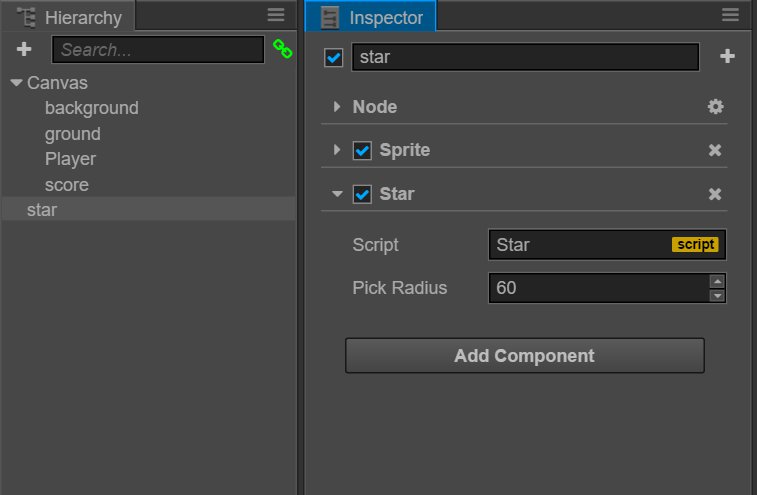 Hierarchy
Search...
Canvas
background
ground
Player
score
star
Inspector
star
Node
Sprite
Star
Script Star script
Pick Radius 60
Add Component